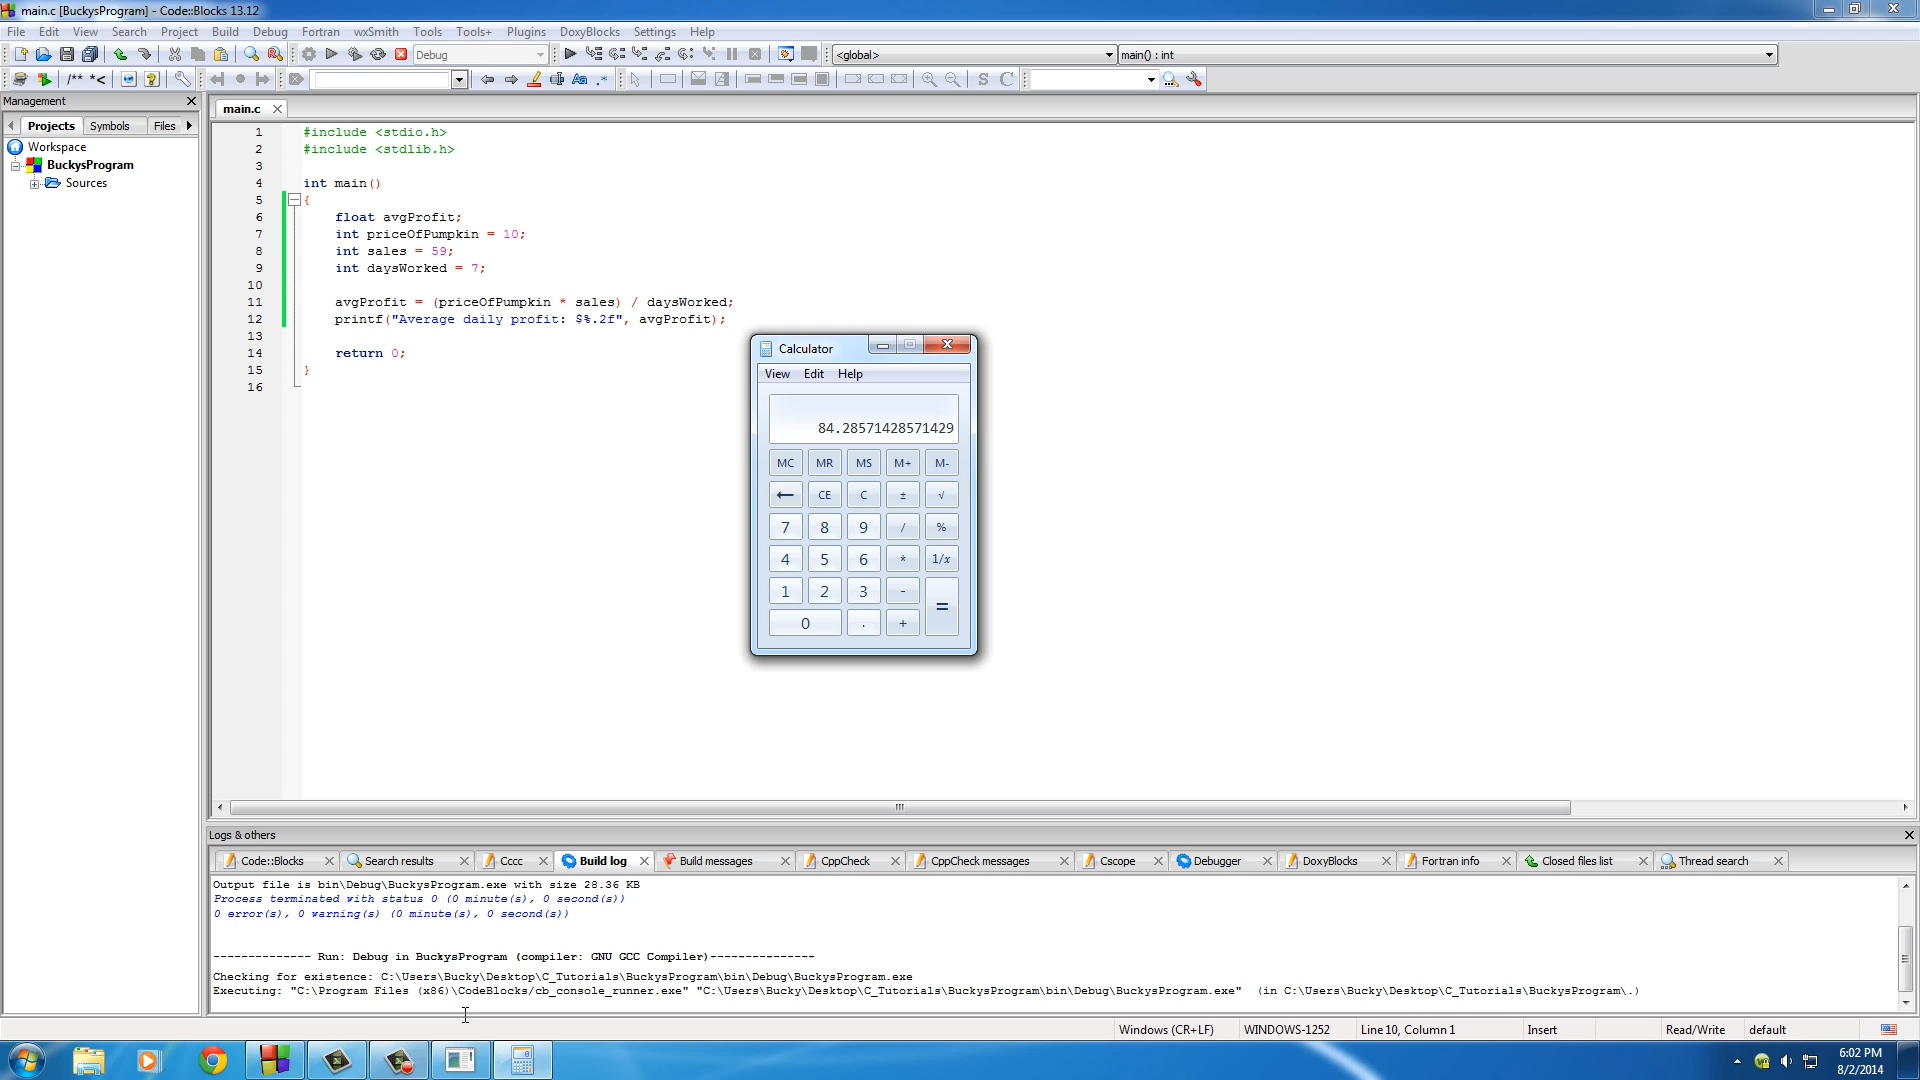 main.c [BuckysProgram] - Code::Blocks 13.12
File Edit View Search Project Build Debug Fortran wxSmith Tools Tools+ Plugins DoxyBlocks Settings Help
Debug
<global>
main() : int
/** *<
Aa .*
S C
Management
main.c
Projects Symbols Files
Workspace
BuckysProgram
Sources
1 #include <stdio.h>
2 #include <stdlib.h>
3
4 int main()
5 {
6 float avgProfit;
7 int priceOfPumpkin = 10;
8 int sales = 59;
9 int daysWorked = 7;
10
11 avgProfit = (priceOfPumpkin * sales) / daysWorked;
12 printf("Average daily profit: $%.2f", avgProfit);
13
14 return 0;
15 }
16
Calculator
View Edit Help
84.28571428571429
MC MR MS M+ M-
← CE C ± √
7 8 9 / %
4 5 6 * 1/x
1 2 3 - =
0 . +
Logs & others
Code::Blocks Search results Cccc Build log Build messages CppCheck CppCheck messages Cscope Debugger DoxyBlocks Fortran info Closed files list Thread search
Output file is bin\Debug\BuckysProgram.exe with size 28.36 KB
Process terminated with status 0 (0 minute(s), 0 second(s))
0 error(s), 0 warning(s) (0 minute(s), 0 second(s))
-------------- Run: Debug in BuckysProgram (compiler: GNU GCC Compiler)---------------
Checking for existence: C:\Users\Bucky\Desktop\C_Tutorials\BuckysProgram\bin\Debug\BuckysProgram.exe
Executing: "C:\Program Files (x86)\CodeBlocks/cb_console_runner.exe" "C:\Users\Bucky\Desktop\C_Tutorials\BuckysProgram\bin\Debug\BuckysProgram.exe" (in C:\Users\Bucky\Desktop\C_Tutorials\BuckysProgram\.)
Windows (CR+LF) WINDOWS-1252 Line 10, Column 1 Insert Read/Write default
6:02 PM
8/2/2014